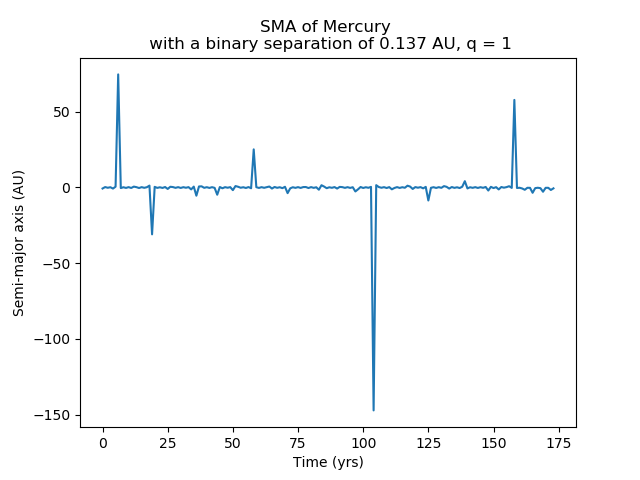 SMA of Mercury
with a binary separation of 0.137 AU, q = 1
Semi-major axis (AU)
50
0
−50
−100
−150
0 25 50 75 100 125 150 175
Time (yrs)